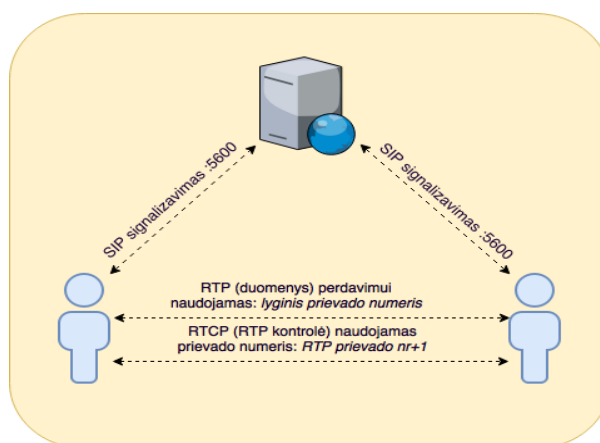 SIP signalizavimas :5600
SIP signalizavimas :5600
RTP (duomenys) perdavimui
naudojamas: lyginis prievado numeris
RTCP (RTP kontrolė) naudojamas
prievado numeris: RTP prievado nr+1